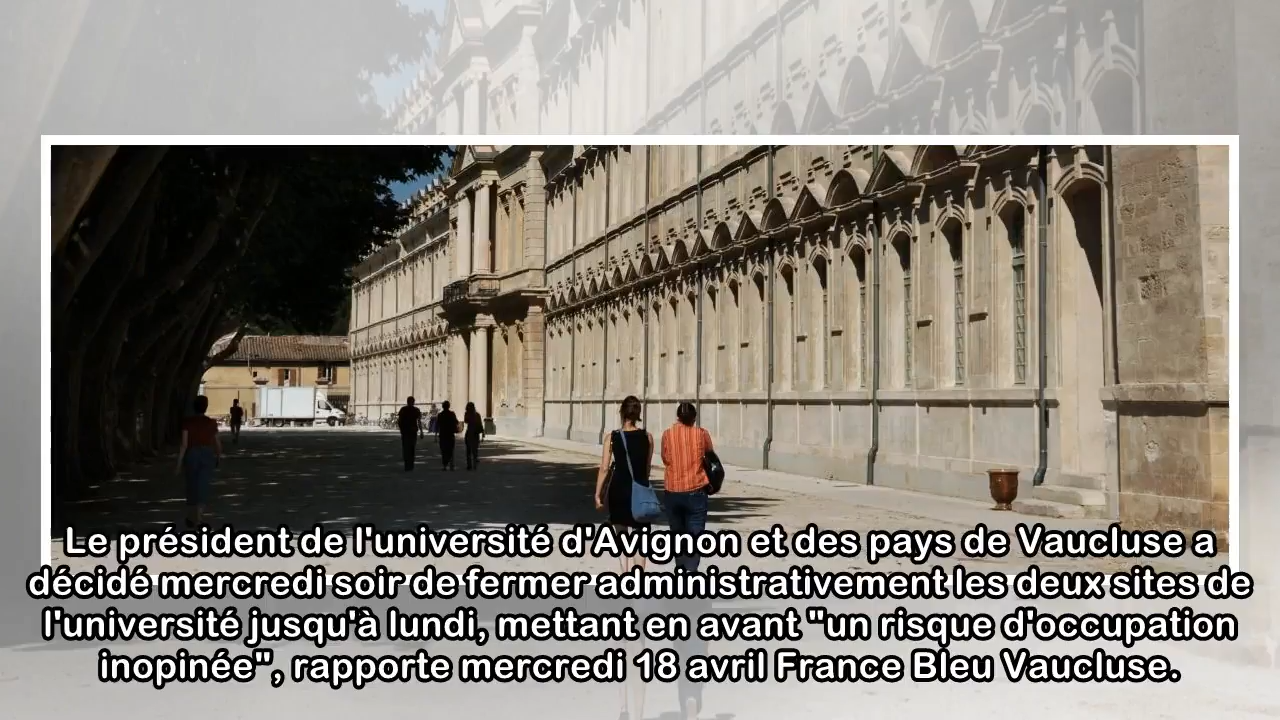 Le président de l'université d'Avignon et des pays de Vaucluse a
décidé mercredi soir de fermer administrativement les deux sites de
l'université jusqu'à lundi, mettant en avant "un risque d'occupation
inopinée", rapporte mercredi 18 avril France Bleu Vaucluse.